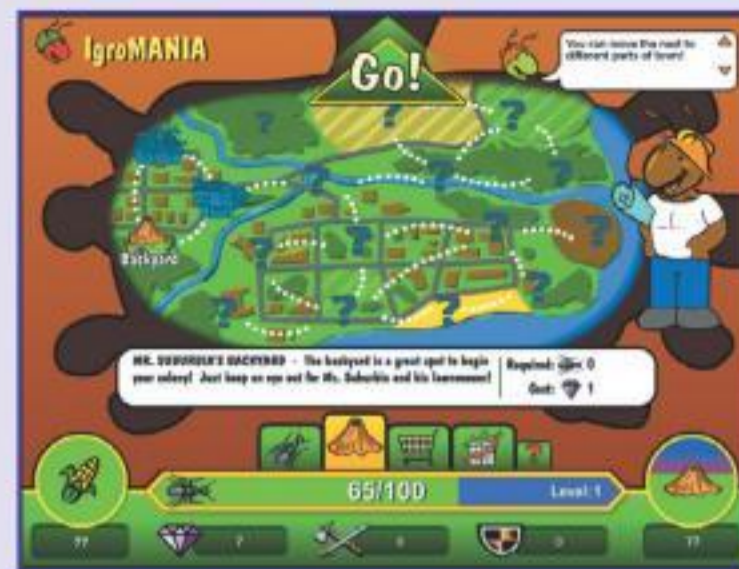 IgroMANIA
Go!
You can move the nest to
different parts of town!
?
?
?
?
?
?
?
?
?
?
?
?
?
Backyard
MR. SUBURBIA'S BACKYARD - The backyard is a great spot to begin
your colony! Just keep an eye out for Mr. Suburbia and his lawnmower!
Required: 0
Cost: 1
65/100
Level: 1